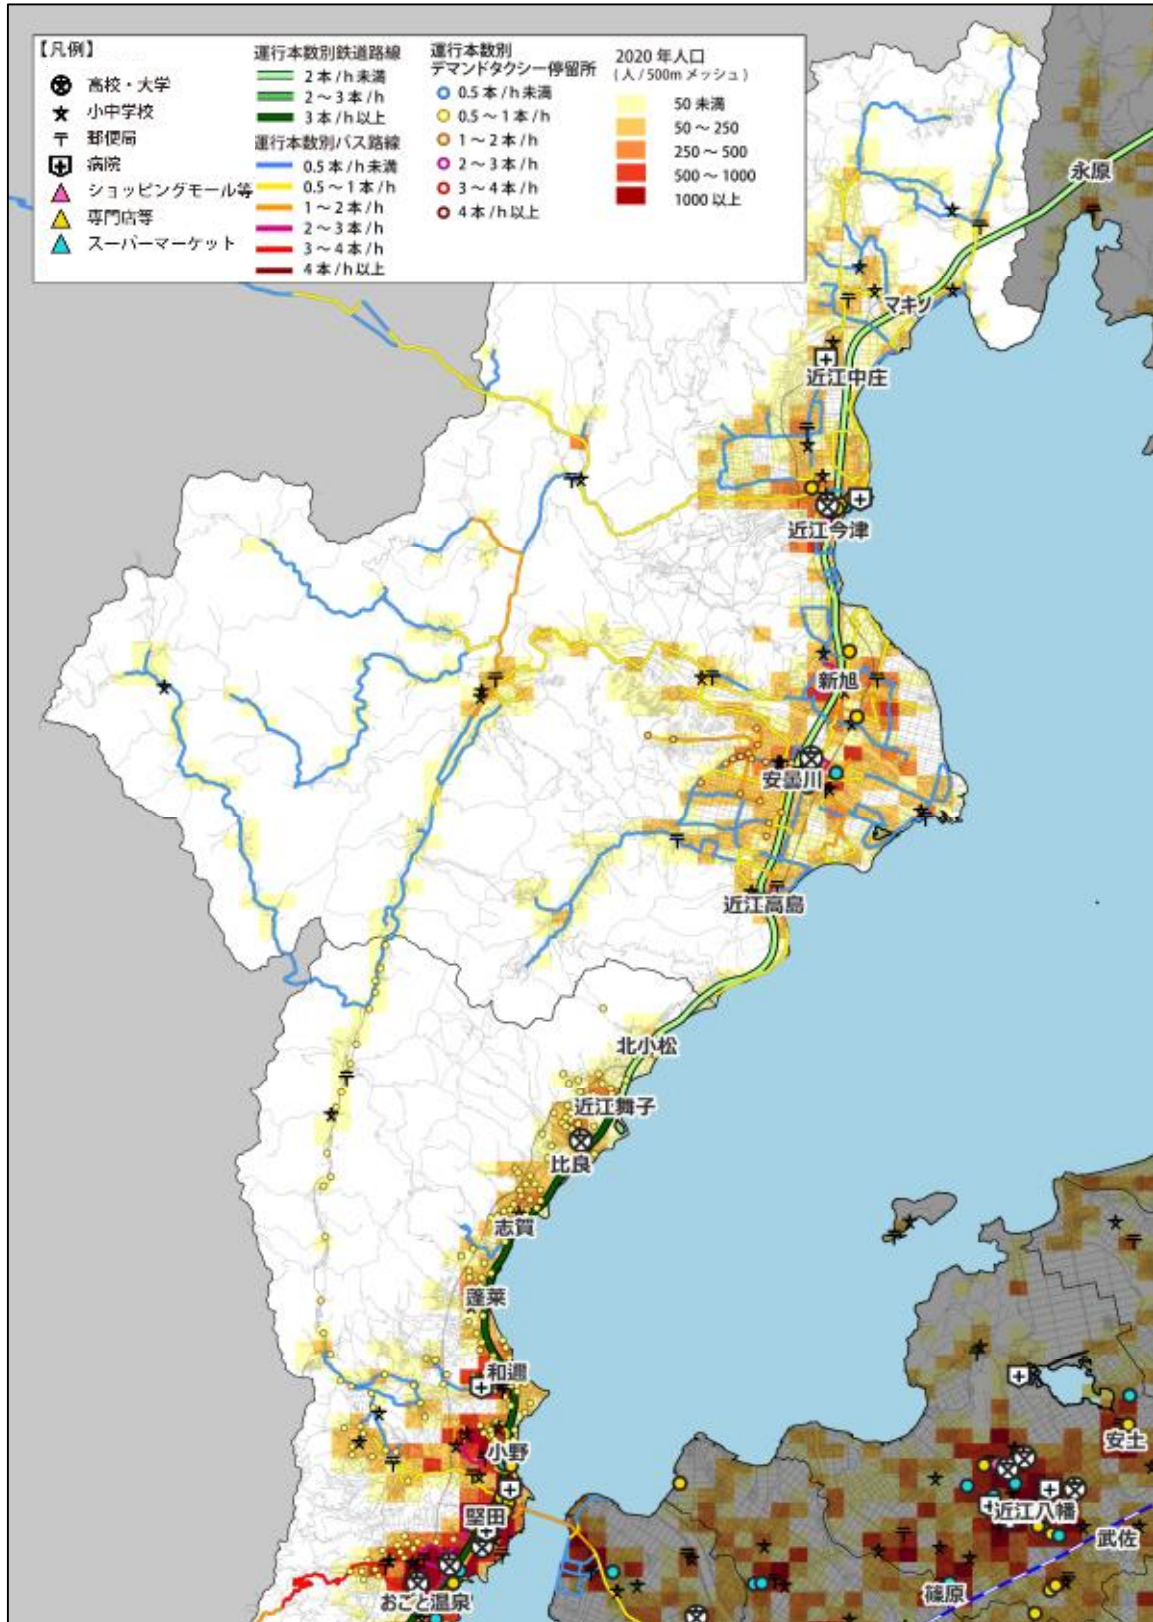 【凡例】
高校・大学
小中学校
郵便局
病院
ショッピングモール等
専門店等
スーパーマーケット
運行本数別鉄道路線
2本/h未満
2～3本/h
3本/h以上
運行本数別バス路線
0.5本/h未満
0.5～1本/h
1～2本/h
2～3本/h
3～4本/h
4本/h以上
運行本数別
デマンドタクシー停留所
0.5本/h未満
0.5～1本/h
1～2本/h
2～3本/h
3～4本/h
4本/h以上
2020年人口
(人/500mメッシュ)
50未満
50～250
250～500
500～1000
1000以上
永原
マキノ
近江中庄
近江今津
新旭
安曇川
近江高島
北小松
近江舞子
比良
志賀
蓬莱
和邇
小野
堅田
おごと温泉
安土
近江八幡
武佐
篠原